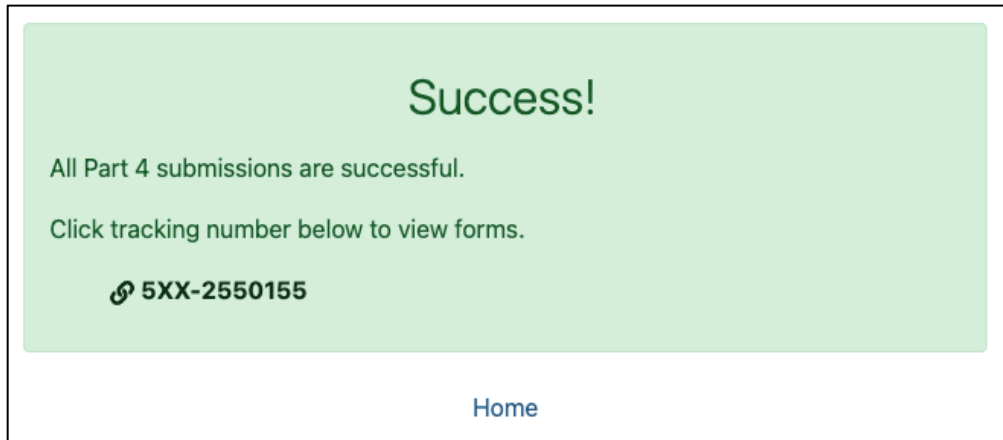 Success!
All Part 4 submissions are successful.
Click tracking number below to view forms.
5XX-2550155
Home